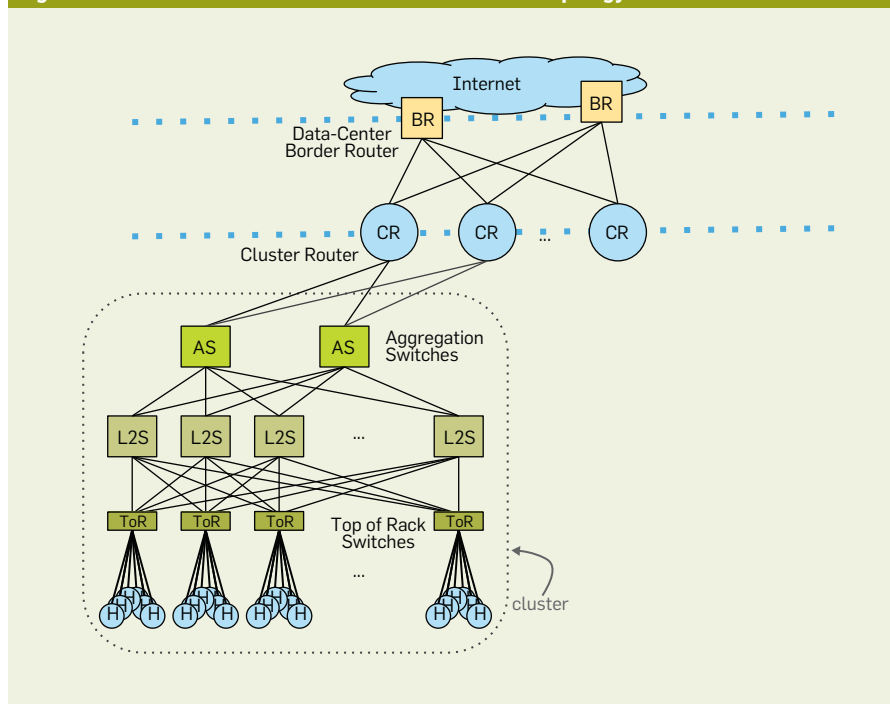 Internet
BR
BR
Data-Center
Border Router
CR
CR
...
CR
Cluster Router
AS
AS
Aggregation
Switches
L2S
L2S
L2S
...
L2S
ToR
ToR
ToR
Top of Rack
Switches
ToR
...
H H H H H
H H H H H
H H H H H
H H H H H
cluster